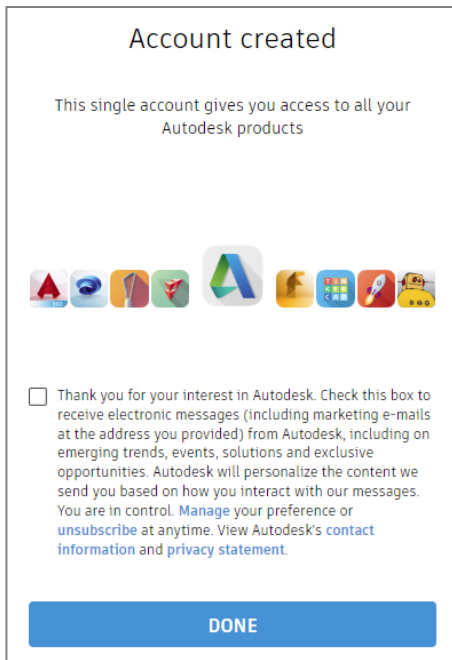 Account created
This single account gives you access to all your
Autodesk products
TIN
KER
CAD
Thank you for your interest in Autodesk. Check this box to
receive electronic messages (including marketing e-mails
at the address you provided) from Autodesk, including on
emerging trends, events, solutions and exclusive
opportunities. Autodesk will personalize the content we
send you based on how you interact with our messages.
You are in control. Manage your preference or
unsubscribe at anytime. View Autodesk's contact
information and privacy statement.
DONE